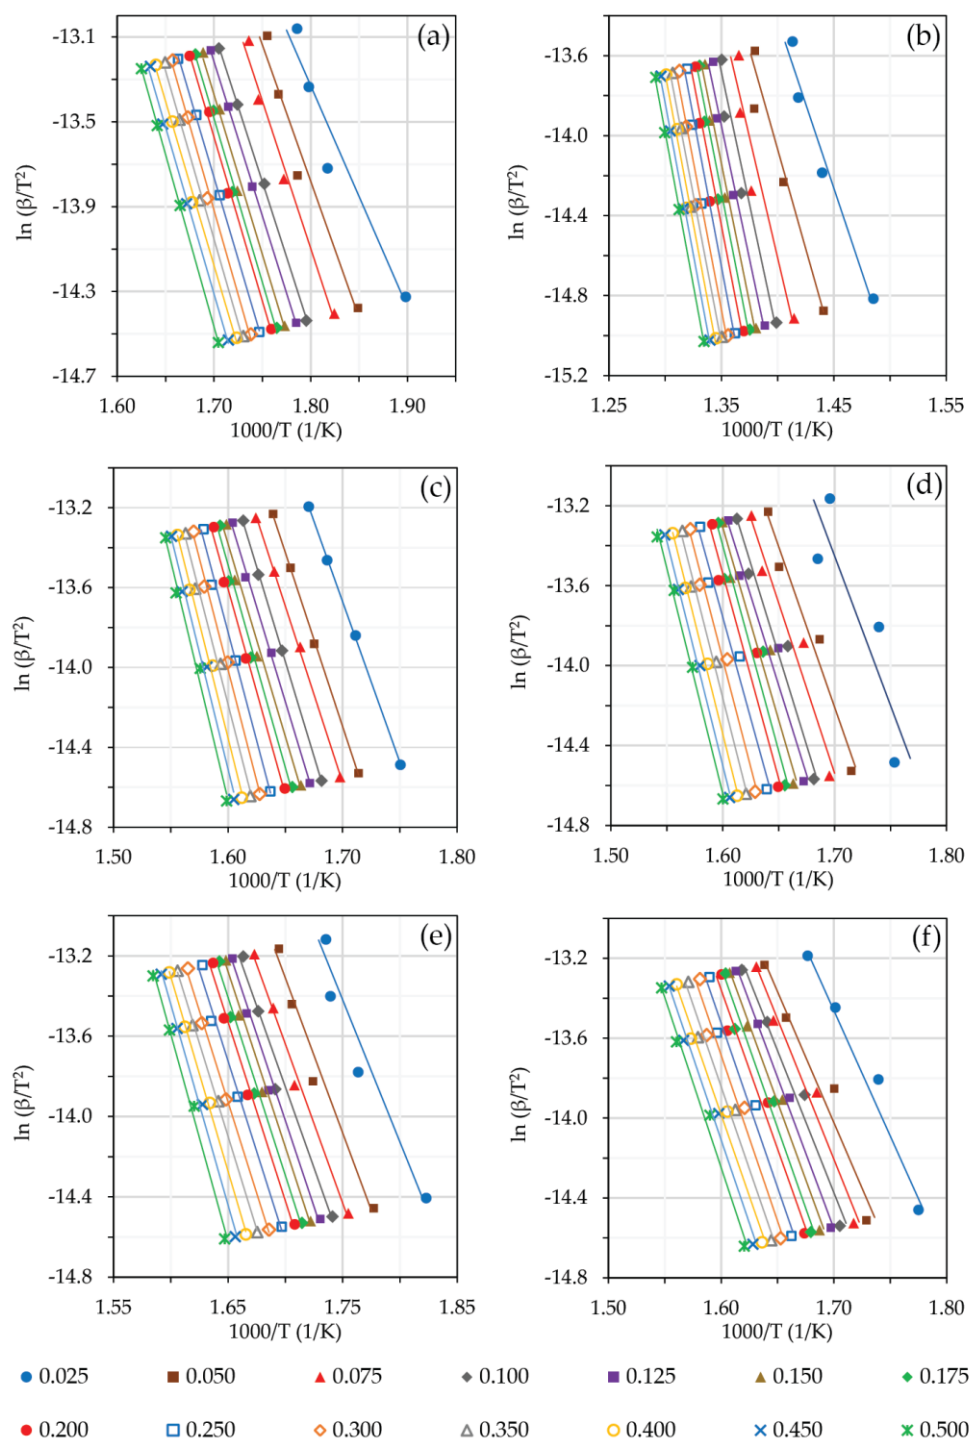 (a)
-13.1
-13.5
-13.9
-14.3
-14.7
ln (β/T²)
1.60 1.70 1.80 1.90
1000/T (1/K)
(b)
-13.6
-14.0
-14.4
-14.8
-15.2
ln (β/T²)
1.25 1.35 1.45 1.55
1000/T (1/K)
(c)
-13.2
-13.6
-14.0
-14.4
-14.8
ln (β/T²)
1.50 1.60 1.70 1.80
1000/T (1/K)
(d)
-13.2
-13.6
-14.0
-14.4
-14.8
ln (β/T²)
1.50 1.60 1.70 1.80
1000/T (1/K)
(e)
-13.2
-13.6
-14.0
-14.4
-14.8
ln (β/T²)
1.55 1.65 1.75 1.85
1000/T (1/K)
(f)
-13.2
-13.6
-14.0
-14.4
-14.8
ln (β/T²)
1.50 1.60 1.70 1.80
1000/T (1/K)
0.025 0.050 0.075 0.100 0.125 0.150 0.175
0.200 0.250 0.300 0.350 0.400 0.450 0.500